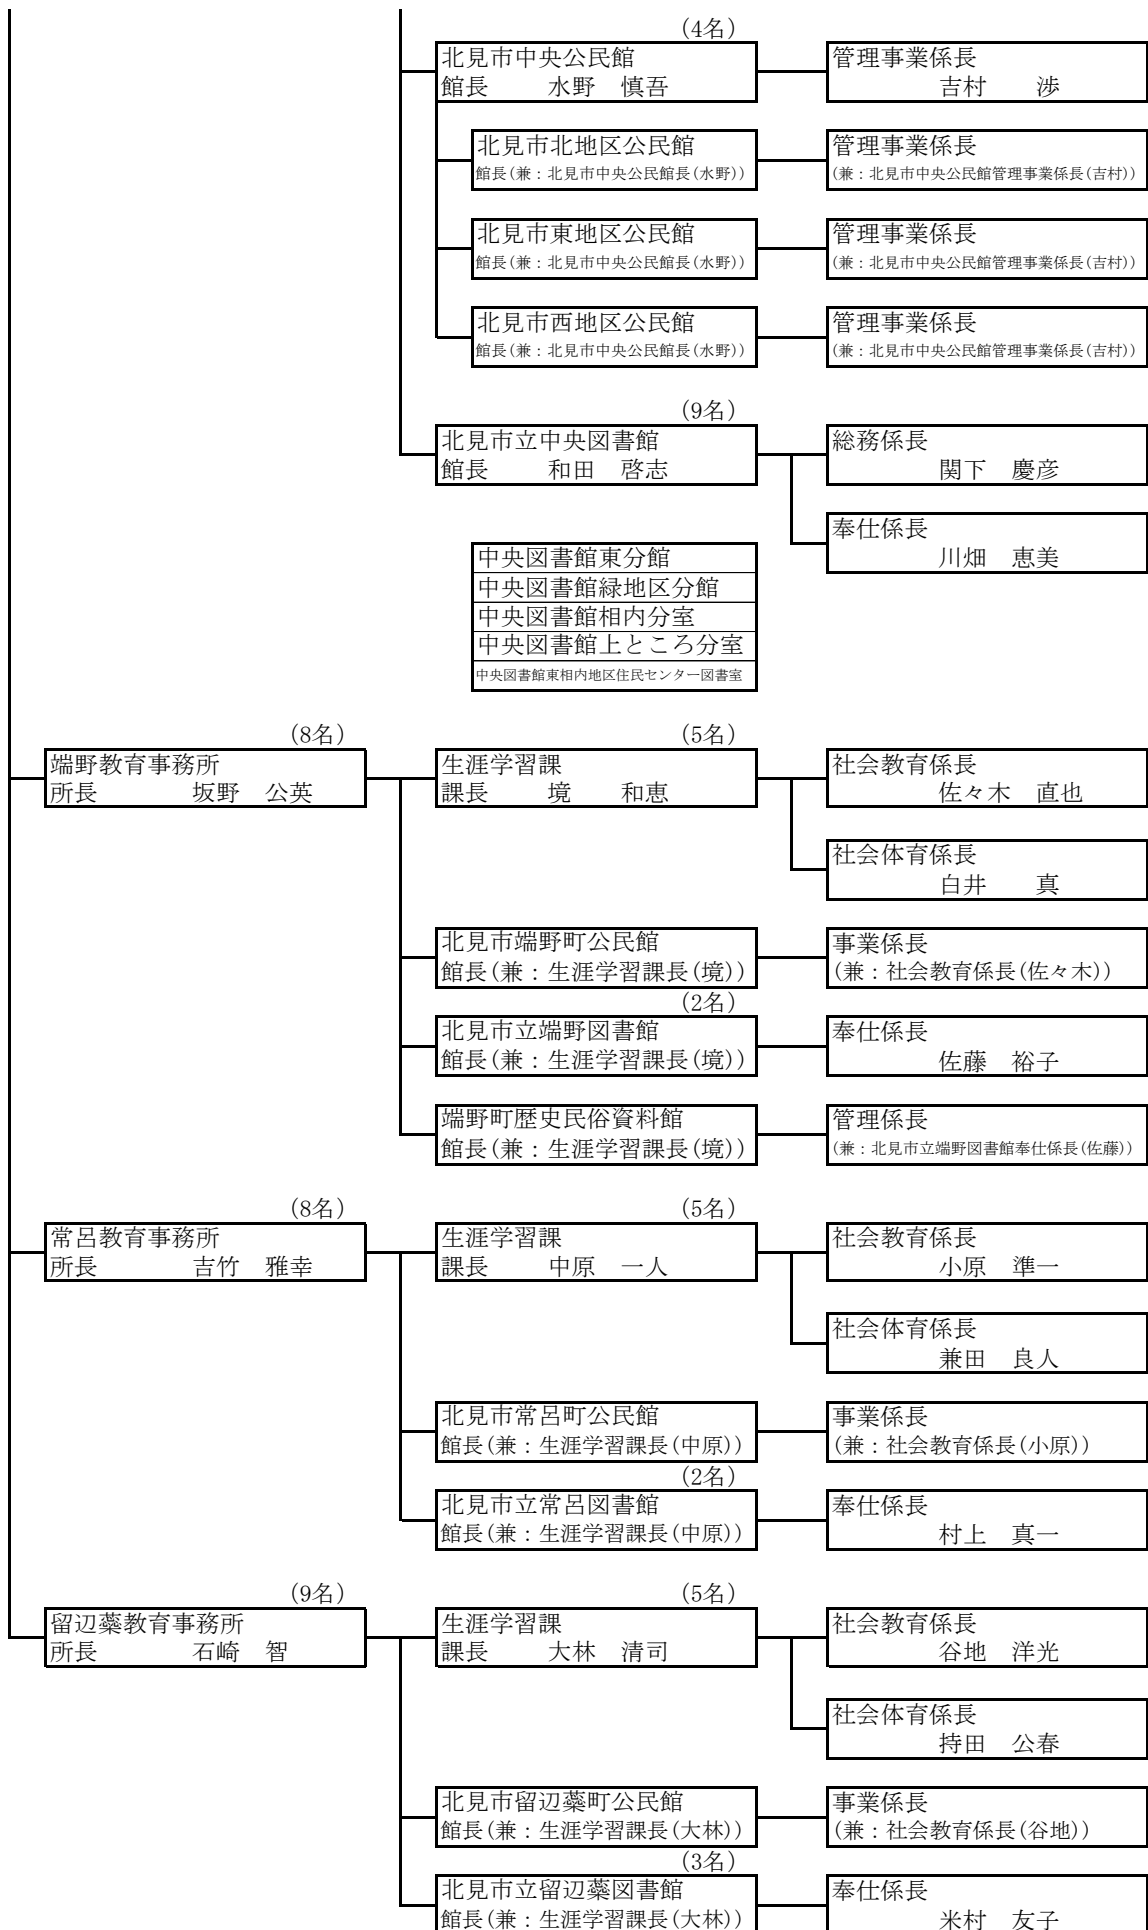 (4名)
北見市中央公民館
館長　水野　慎吾
管理事業係長
吉村　渉
北見市北地区公民館
館長(兼：北見市中央公民館長(水野))
管理事業係長
(兼：北見市中央公民館管理事業係長(吉村))
北見市東地区公民館
館長(兼：北見市中央公民館長(水野))
管理事業係長
(兼：北見市中央公民館管理事業係長(吉村))
北見市西地区公民館
館長(兼：北見市中央公民館長(水野))
管理事業係長
(兼：北見市中央公民館管理事業係長(吉村))
(9名)
北見市立中央図書館
館長　和田　啓志
総務係長
関下　慶彦
奉仕係長
川畑　恵美
中央図書館東分館
中央図書館緑地区分館
中央図書館相内分室
中央図書館上ところ分室
中央図書館東相内地区住民センター図書室
(8名)
端野教育事務所
所長　坂野　公英
(5名)
生涯学習課
課長　境　和恵
社会教育係長
佐々木　直也
社会体育係長
白井　真
北見市端野町公民館
館長(兼：生涯学習課長(境))
事業係長
(兼：社会教育係長(佐々木))
(2名)
北見市立端野図書館
館長(兼：生涯学習課長(境))
奉仕係長
佐藤　裕子
端野町歴史民俗資料館
館長(兼：生涯学習課長(境))
管理係長
(兼：北見市立端野図書館奉仕係長(佐藤))
(8名)
常呂教育事務所
所長　吉竹　雅幸
(5名)
生涯学習課
課長　中原　一人
社会教育係長
小原　準一
社会体育係長
兼田　良人
北見市常呂町公民館
館長(兼：生涯学習課長(中原))
事業係長
(兼：社会教育係長(小原))
(2名)
北見市立常呂図書館
館長(兼：生涯学習課長(中原))
奉仕係長
村上　真一
(9名)
留辺蘂教育事務所
所長　石崎　智
(5名)
生涯学習課
課長　大林　清司
社会教育係長
谷地　洋光
社会体育係長
持田　公春
北見市留辺蘂町公民館
館長(兼：生涯学習課長(大林))
事業係長
(兼：社会教育係長(谷地))
(3名)
北見市立留辺蘂図書館
館長(兼：生涯学習課長(大林))
奉仕係長
米村　友子